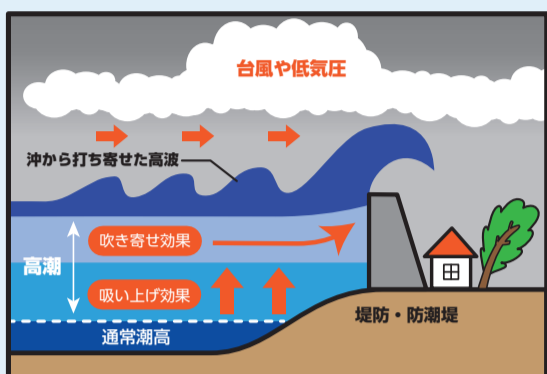 台風や低気圧
沖から打ち寄せた高波
吹き寄せ効果
高潮
吸い上げ効果
堤防・防潮堤
通常潮高